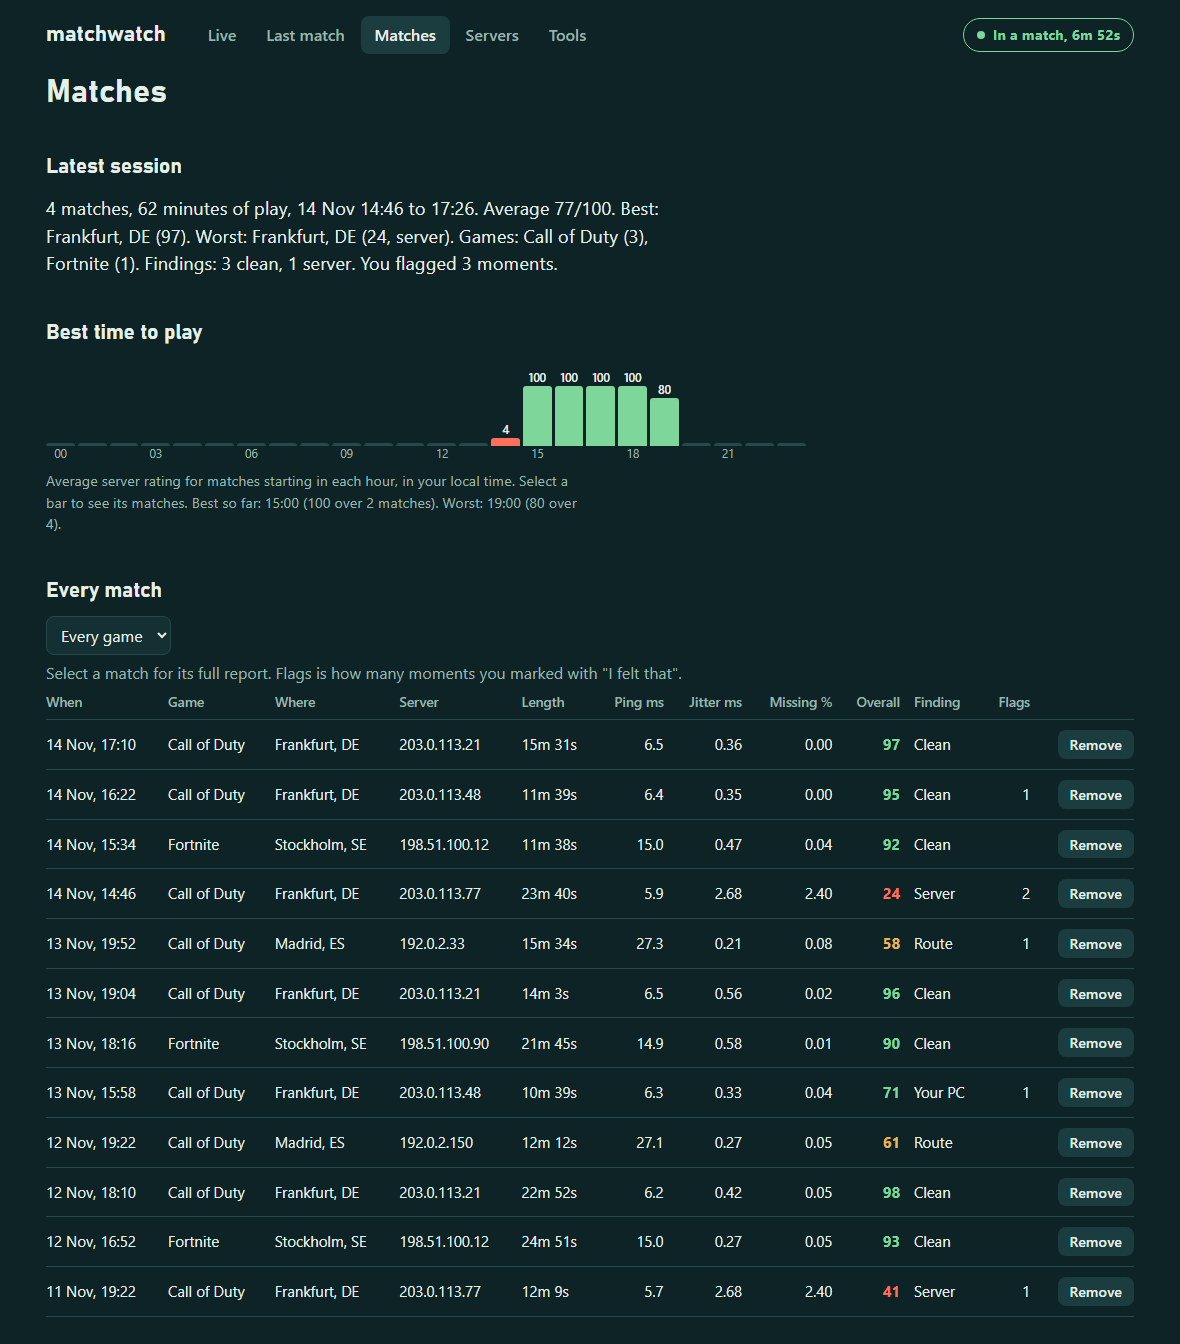 matchwatch Live Last match Matches Servers Tools In a match, 6m 52s
Matches
Latest session
4 matches, 62 minutes of play, 14 Nov 14:46 to 17:26. Average 77/100. Best:
Frankfurt, DE (97). Worst: Frankfurt, DE (24, server). Games: Call of Duty (3),
Fortnite (1). Findings: 3 clean, 1 server. You flagged 3 moments.
Best time to play
4 100 100 100 100 80
00 03 06 09 12 15 18 21
Average server rating for matches starting in each hour, in your local time. Select a
bar to see its matches. Best so far: 15:00 (100 over 2 matches). Worst: 19:00 (80 over
4).
Every match
Every game
Select a match for its full report. Flags is how many moments you marked with "I felt that".
When Game Where Server Length Ping ms Jitter ms Missing % Overall Finding Flags
14 Nov, 17:10 Call of Duty Frankfurt, DE 203.0.113.21 15m 31s 6.5 0.36 0.00 97 Clean Remove
14 Nov, 16:22 Call of Duty Frankfurt, DE 203.0.113.48 11m 39s 6.4 0.35 0.00 95 Clean 1 Remove
14 Nov, 15:34 Fortnite Stockholm, SE 198.51.100.12 11m 38s 15.0 0.47 0.04 92 Clean Remove
14 Nov, 14:46 Call of Duty Frankfurt, DE 203.0.113.77 23m 40s 5.9 2.68 2.40 24 Server 2 Remove
13 Nov, 19:52 Call of Duty Madrid, ES 192.0.2.33 15m 34s 27.3 0.21 0.08 58 Route 1 Remove
13 Nov, 19:04 Call of Duty Frankfurt, DE 203.0.113.21 14m 3s 6.5 0.56 0.02 96 Clean Remove
13 Nov, 18:16 Fortnite Stockholm, SE 198.51.100.90 21m 45s 14.9 0.58 0.01 90 Clean Remove
13 Nov, 15:58 Call of Duty Frankfurt, DE 203.0.113.48 10m 39s 6.3 0.33 0.04 71 Your PC 1 Remove
12 Nov, 19:22 Call of Duty Madrid, ES 192.0.2.150 12m 12s 27.1 0.27 0.05 61 Route Remove
12 Nov, 18:10 Call of Duty Frankfurt, DE 203.0.113.21 22m 52s 6.2 0.42 0.05 98 Clean Remove
12 Nov, 16:52 Fortnite Stockholm, SE 198.51.100.12 24m 51s 15.0 0.27 0.05 93 Clean Remove
11 Nov, 19:22 Call of Duty Frankfurt, DE 203.0.113.77 12m 9s 5.7 2.68 2.40 41 Server 1 Remove